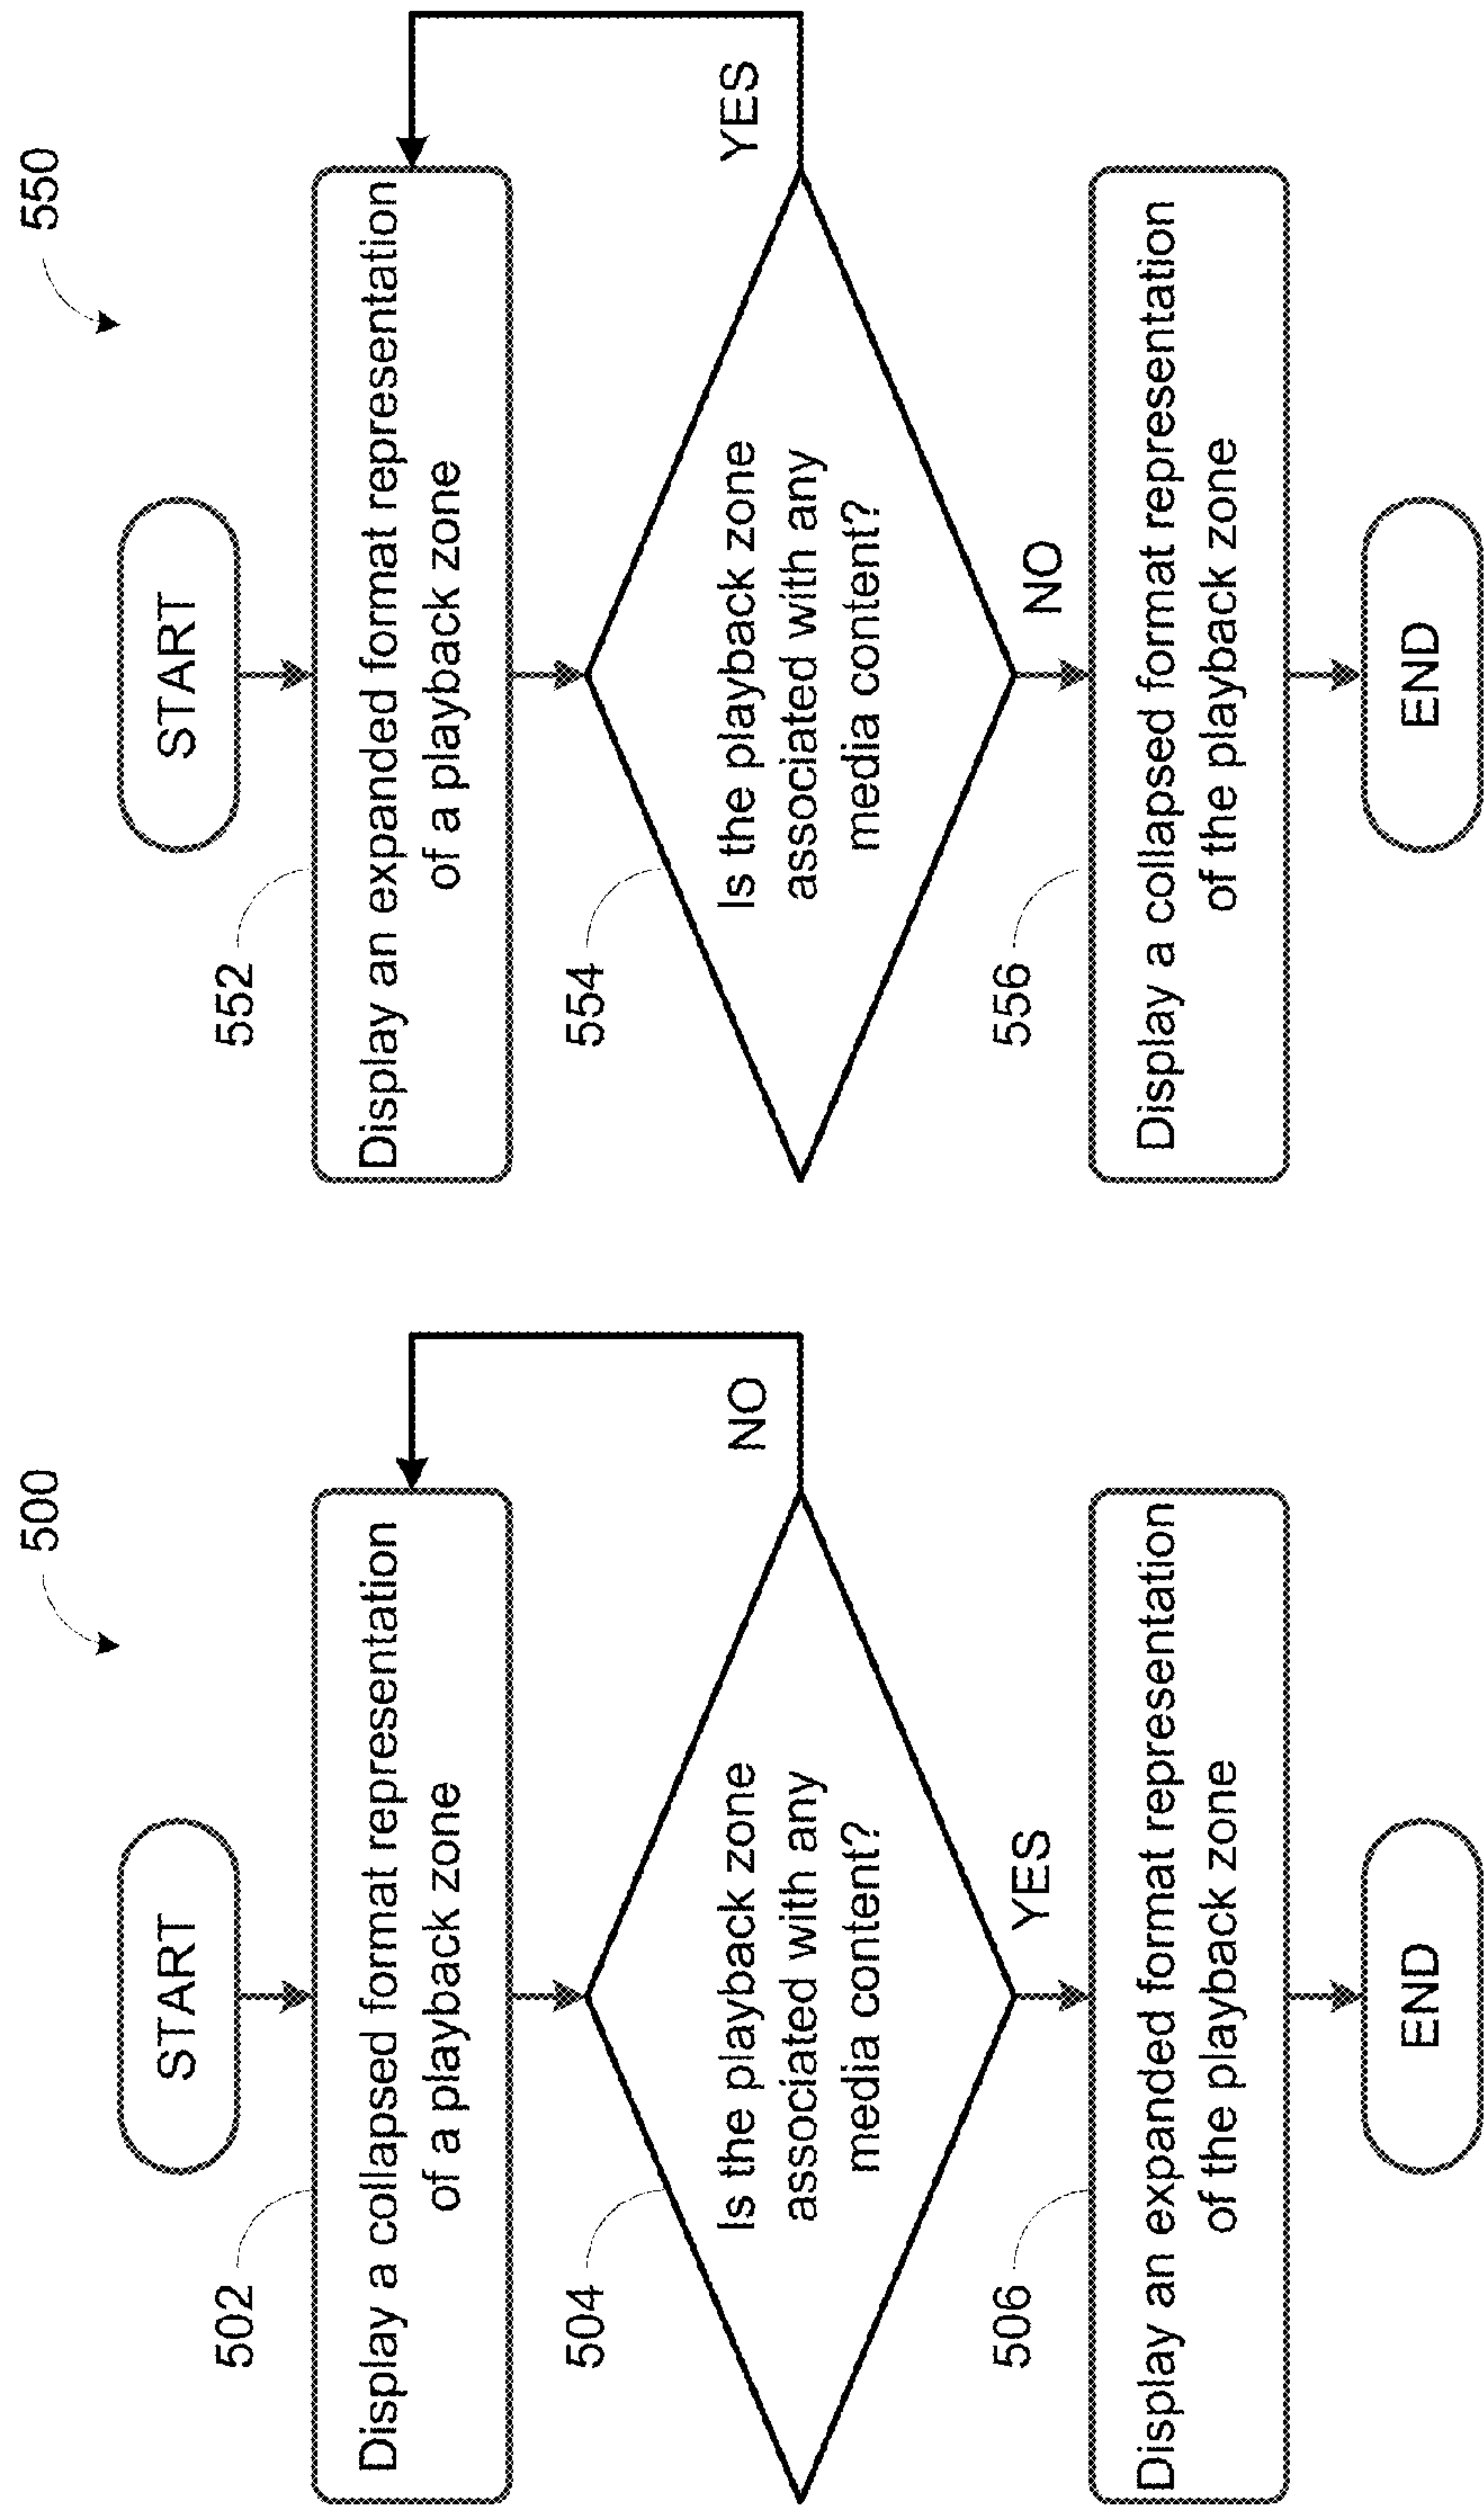 500
START
502
Display a collapsed format representation
of a playback zone
504
Is the playback zone
associated with any
media content?
NO
YES
506
Display an expanded format representation
of the playback zone
END
550
START
552
Display an expanded format representation
of a playback zone
554
Is the playback zone
associated with any
media content?
YES
NO
556
Display a collapsed format representation
of the playback zone
END